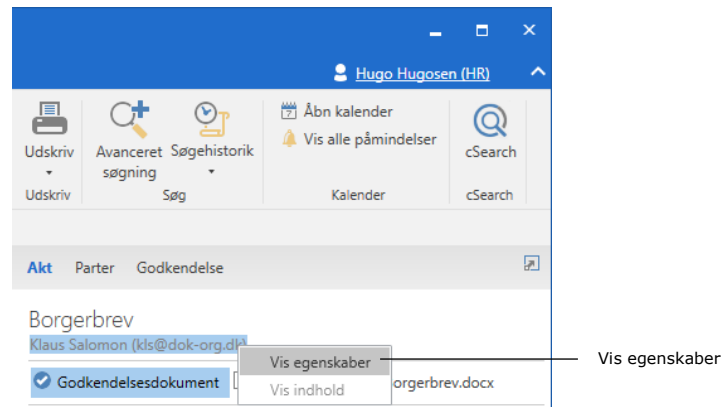 Hugo Hugosen (HR)
Åbn kalender
Vis alle påmindelser
Udskriv
Avanceret søgning
Søgehistorik
cSearch
Udskriv
Søg
Kalender
cSearch
Akt Parter Godkendelse
Borgerbrev
Klaus Salomon (kls@dok-org.dk)
Vis egenskaber
Vis egenskaber
Godkendelsesdokument
Vis indhold
orgerbrev.docx